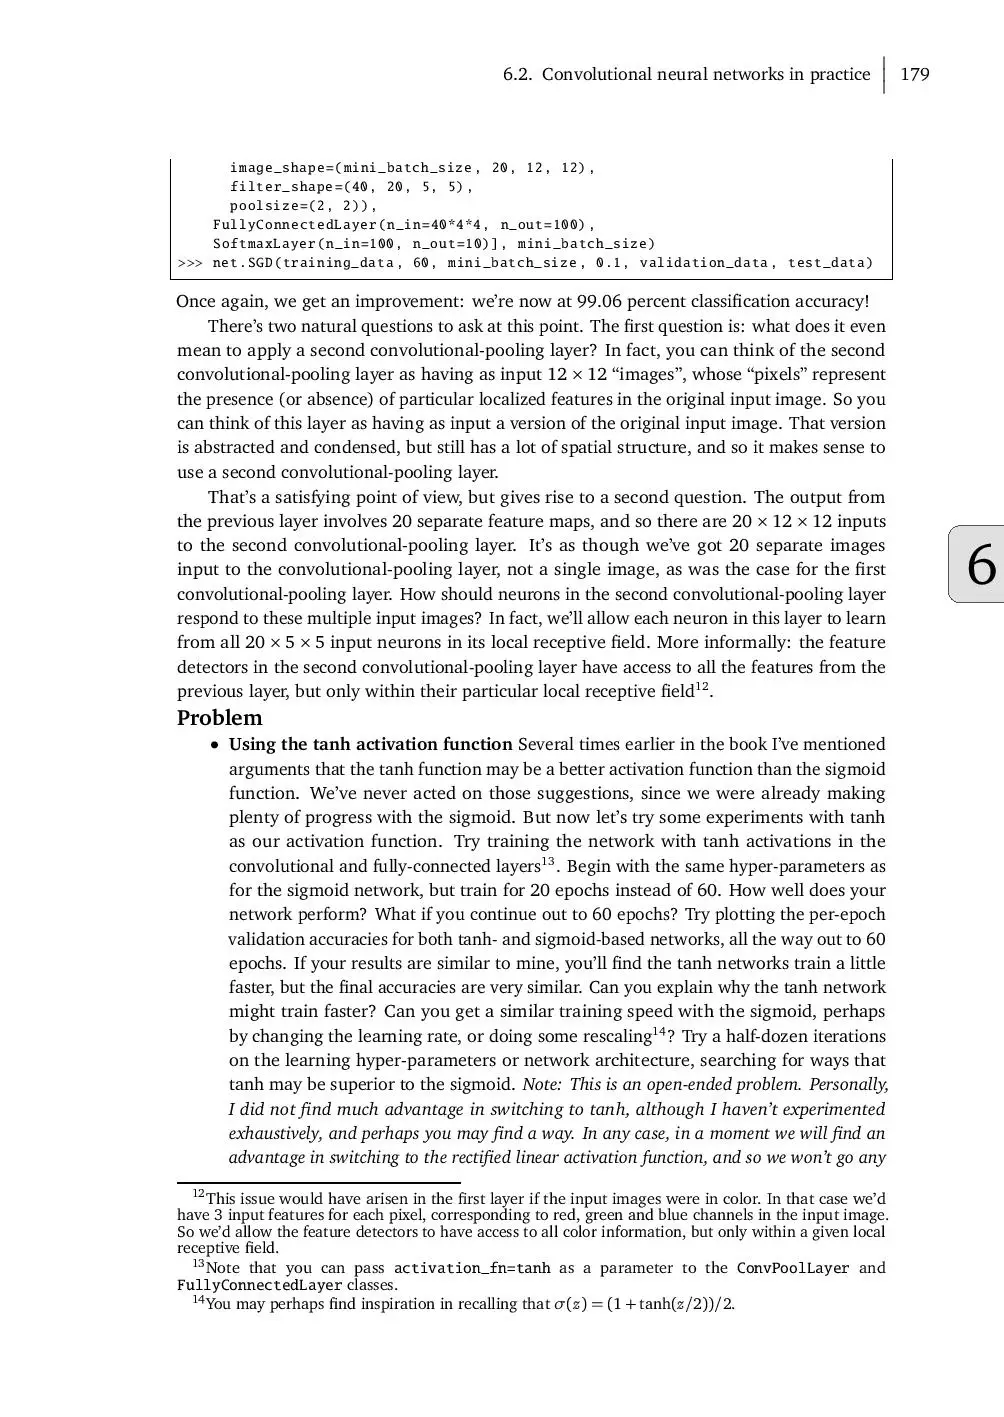 6.2. Convolutional neural networks in practice 179
image_shape=(mini_batch_size, 20, 12, 12),
filter_shape=(40, 20, 5, 5),
poolsize=(2, 2)),
FullyConnectedLayer(n_in=40*4*4, n_out=100),
SoftmaxLayer(n_in=100, n_out=10)], mini_batch_size)
>>> net.SGD(training_data, 60, mini_batch_size, 0.1, validation_data, test_data)
Once again, we get an improvement: we’re now at 99.06 percent classification accuracy!
There’s two natural questions to ask at this point. The first question is: what does it even
mean to apply a second convolutional-pooling layer? In fact, you can think of the second
convolutional-pooling layer as having as input 12 × 12 “images”, whose “pixels” represent
the presence (or absence) of particular localized features in the original input image. So you
can think of this layer as having as input a version of the original input image. That version
is abstracted and condensed, but still has a lot of spatial structure, and so it makes sense to
use a second convolutional-pooling layer.
That’s a satisfying point of view, but gives rise to a second question. The output from
the previous layer involves 20 separate feature maps, and so there are 20 × 12 × 12 inputs
to the second convolutional-pooling layer. It’s as though we’ve got 20 separate images
input to the convolutional-pooling layer, not a single image, as was the case for the first
convolutional-pooling layer. How should neurons in the second convolutional-pooling layer
respond to these multiple input images? In fact, we’ll allow each neuron in this layer to learn
from all 20 × 5 × 5 input neurons in its local receptive field. More informally: the feature
detectors in the second convolutional-pooling layer have access to all the features from the
previous layer, but only within their particular local receptive field¹².
6
Problem
• Using the tanh activation function Several times earlier in the book I’ve mentioned
arguments that the tanh function may be a better activation function than the sigmoid
function. We’ve never acted on those suggestions, since we were already making
plenty of progress with the sigmoid. But now let’s try some experiments with tanh
as our activation function. Try training the network with tanh activations in the
convolutional and fully-connected layers¹³. Begin with the same hyper-parameters as
for the sigmoid network, but train for 20 epochs instead of 60. How well does your
network perform? What if you continue out to 60 epochs? Try plotting the per-epoch
validation accuracies for both tanh- and sigmoid-based networks, all the way out to 60
epochs. If your results are similar to mine, you’ll find the tanh networks train a little
faster, but the final accuracies are very similar. Can you explain why the tanh network
might train faster? Can you get a similar training speed with the sigmoid, perhaps
by changing the learning rate, or doing some rescaling¹⁴? Try a half-dozen iterations
on the learning hyper-parameters or network architecture, searching for ways that
tanh may be superior to the sigmoid. Note: This is an open-ended problem. Personally,
I did not find much advantage in switching to tanh, although I haven’t experimented
exhaustively, and perhaps you may find a way. In any case, in a moment we will find an
advantage in switching to the rectified linear activation function, and so we won’t go any
¹²This issue would have arisen in the first layer if the input images were in color. In that case we’d
have 3 input features for each pixel, corresponding to red, green and blue channels in the input image.
So we’d allow the feature detectors to have access to all color information, but only within a given local
receptive field.
¹³Note that you can pass activation_fn=tanh as a parameter to the ConvPoolLayer and
FullyConnectedLayer classes.
¹⁴You may perhaps find inspiration in recalling that σ(z) = (1 + tanh(z/2))/2.